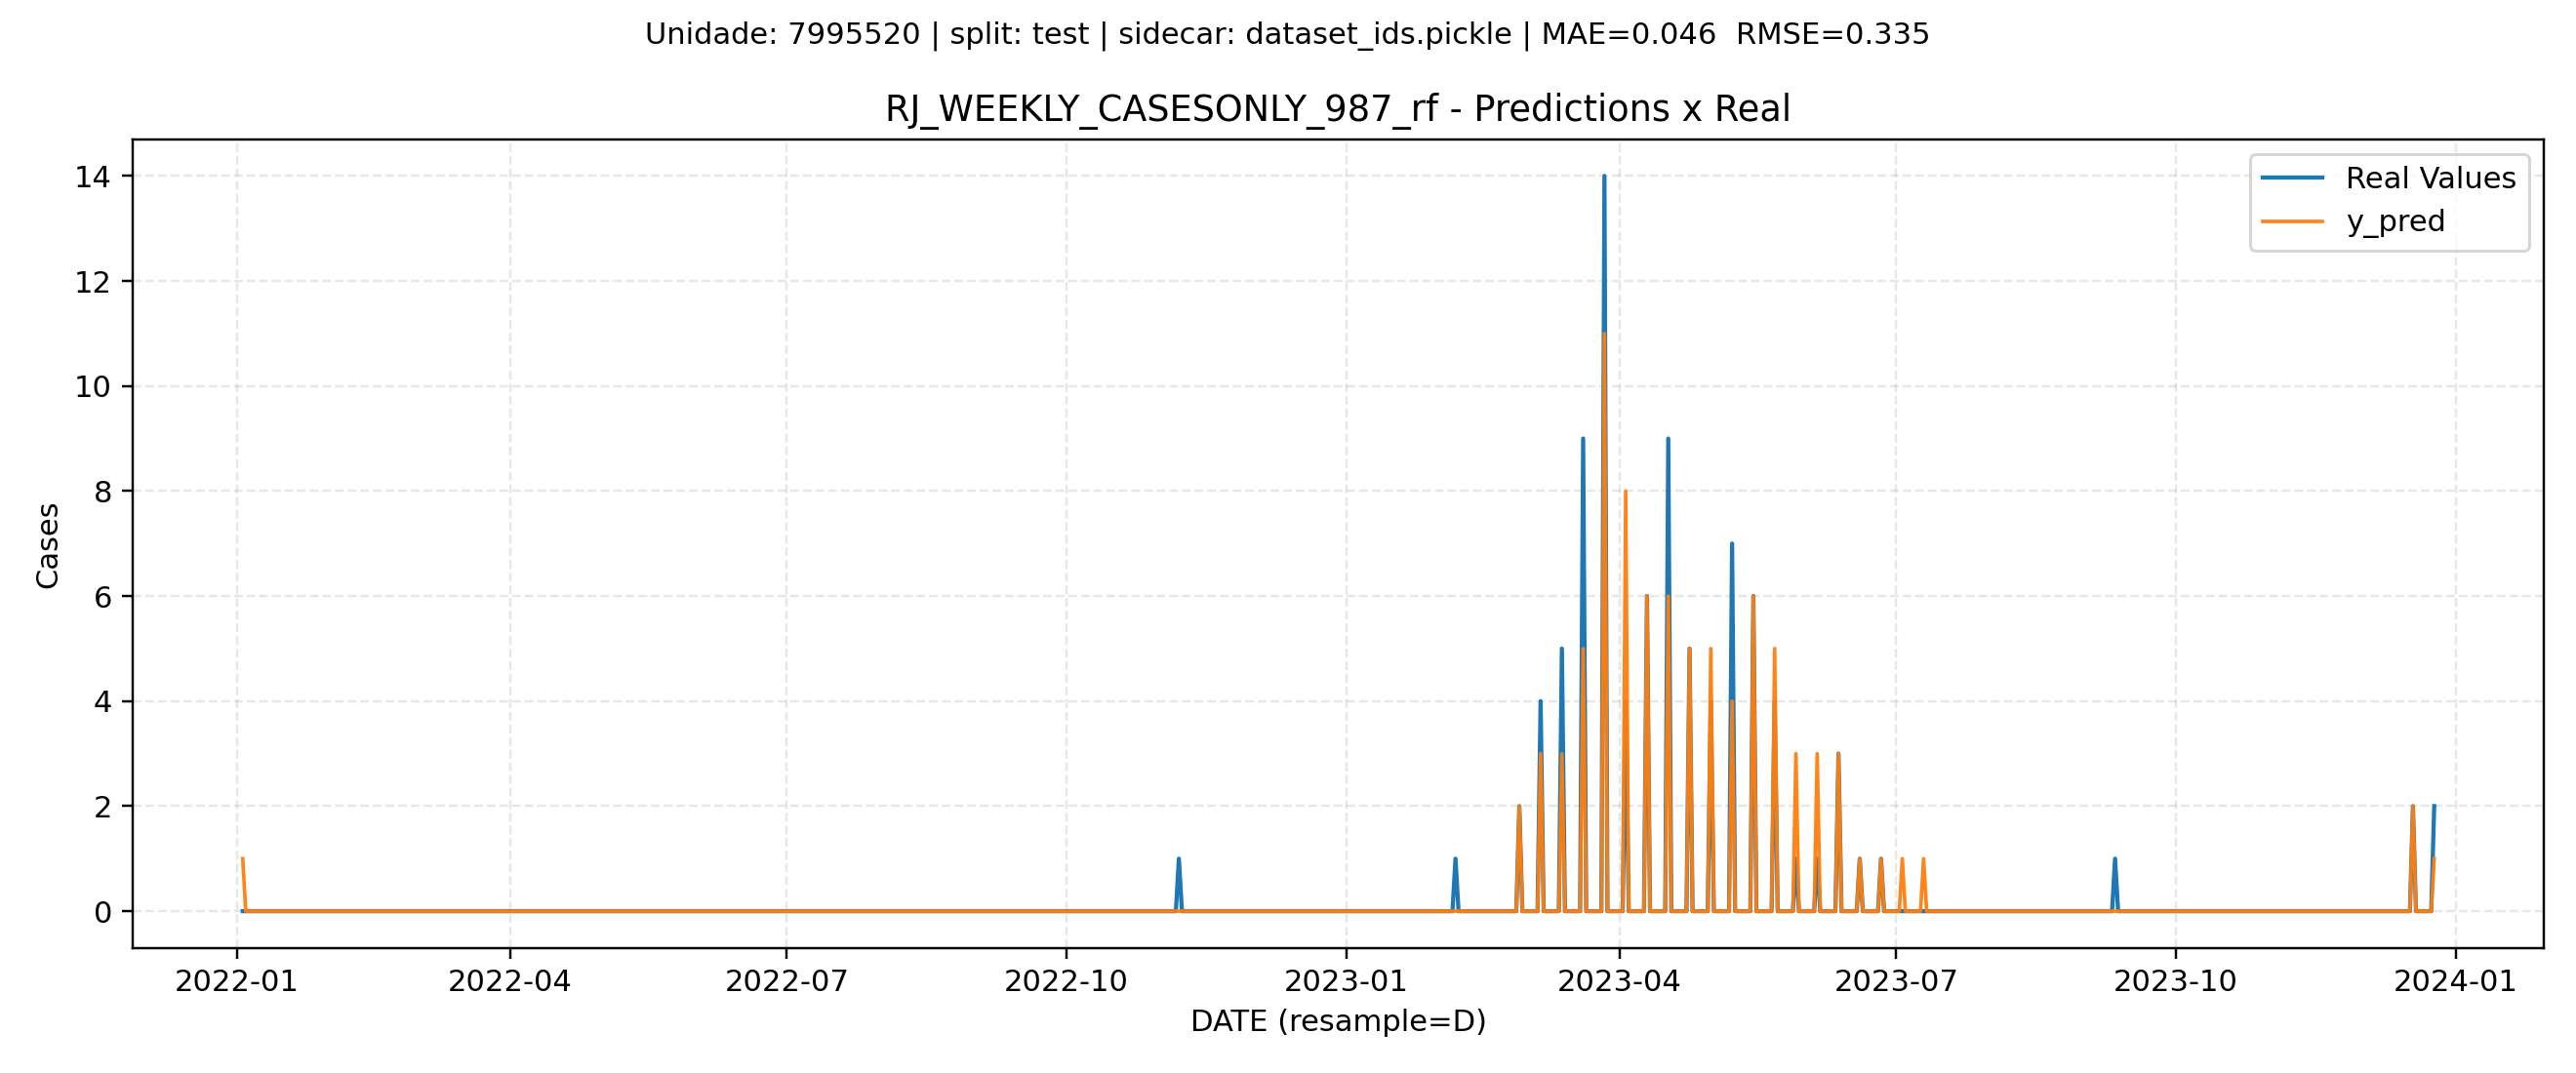 Unidade: 7995520 | split: test | sidecar: dataset_ids.pickle | MAE=0.046  RMSE=0.335
RJ_WEEKLY_CASESONLY_987_rf - Predictions x Real
Real Values
y_pred
14
12
10
8
6
4
2
0
Cases
2022-01
2022-04
2022-07
2022-10
2023-01
2023-04
2023-07
2023-10
2024-01
DATE (resample=D)